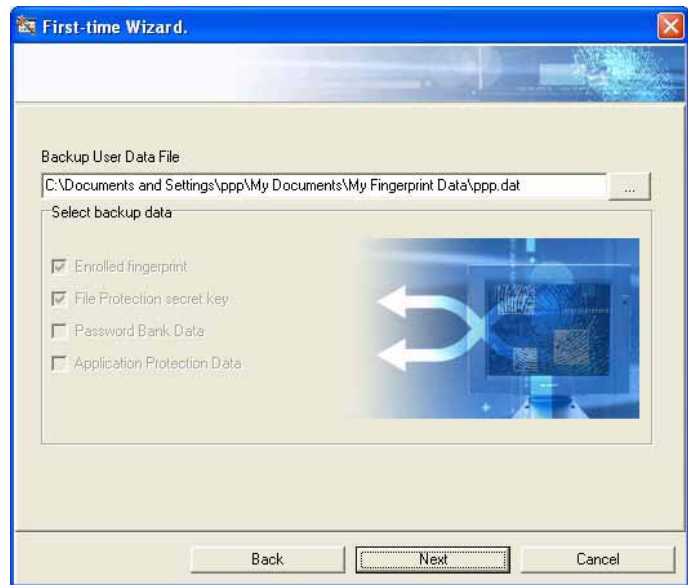 First-time Wizard.
Backup User Data File
C:\Documents and Settings\ppp\My Documents\My Fingerprint Data\ppp.dat
...
Select backup data
Enrolled fingerprint
File Protection secret key
Password Bank Data
Application Protection Data
Back Next Cancel